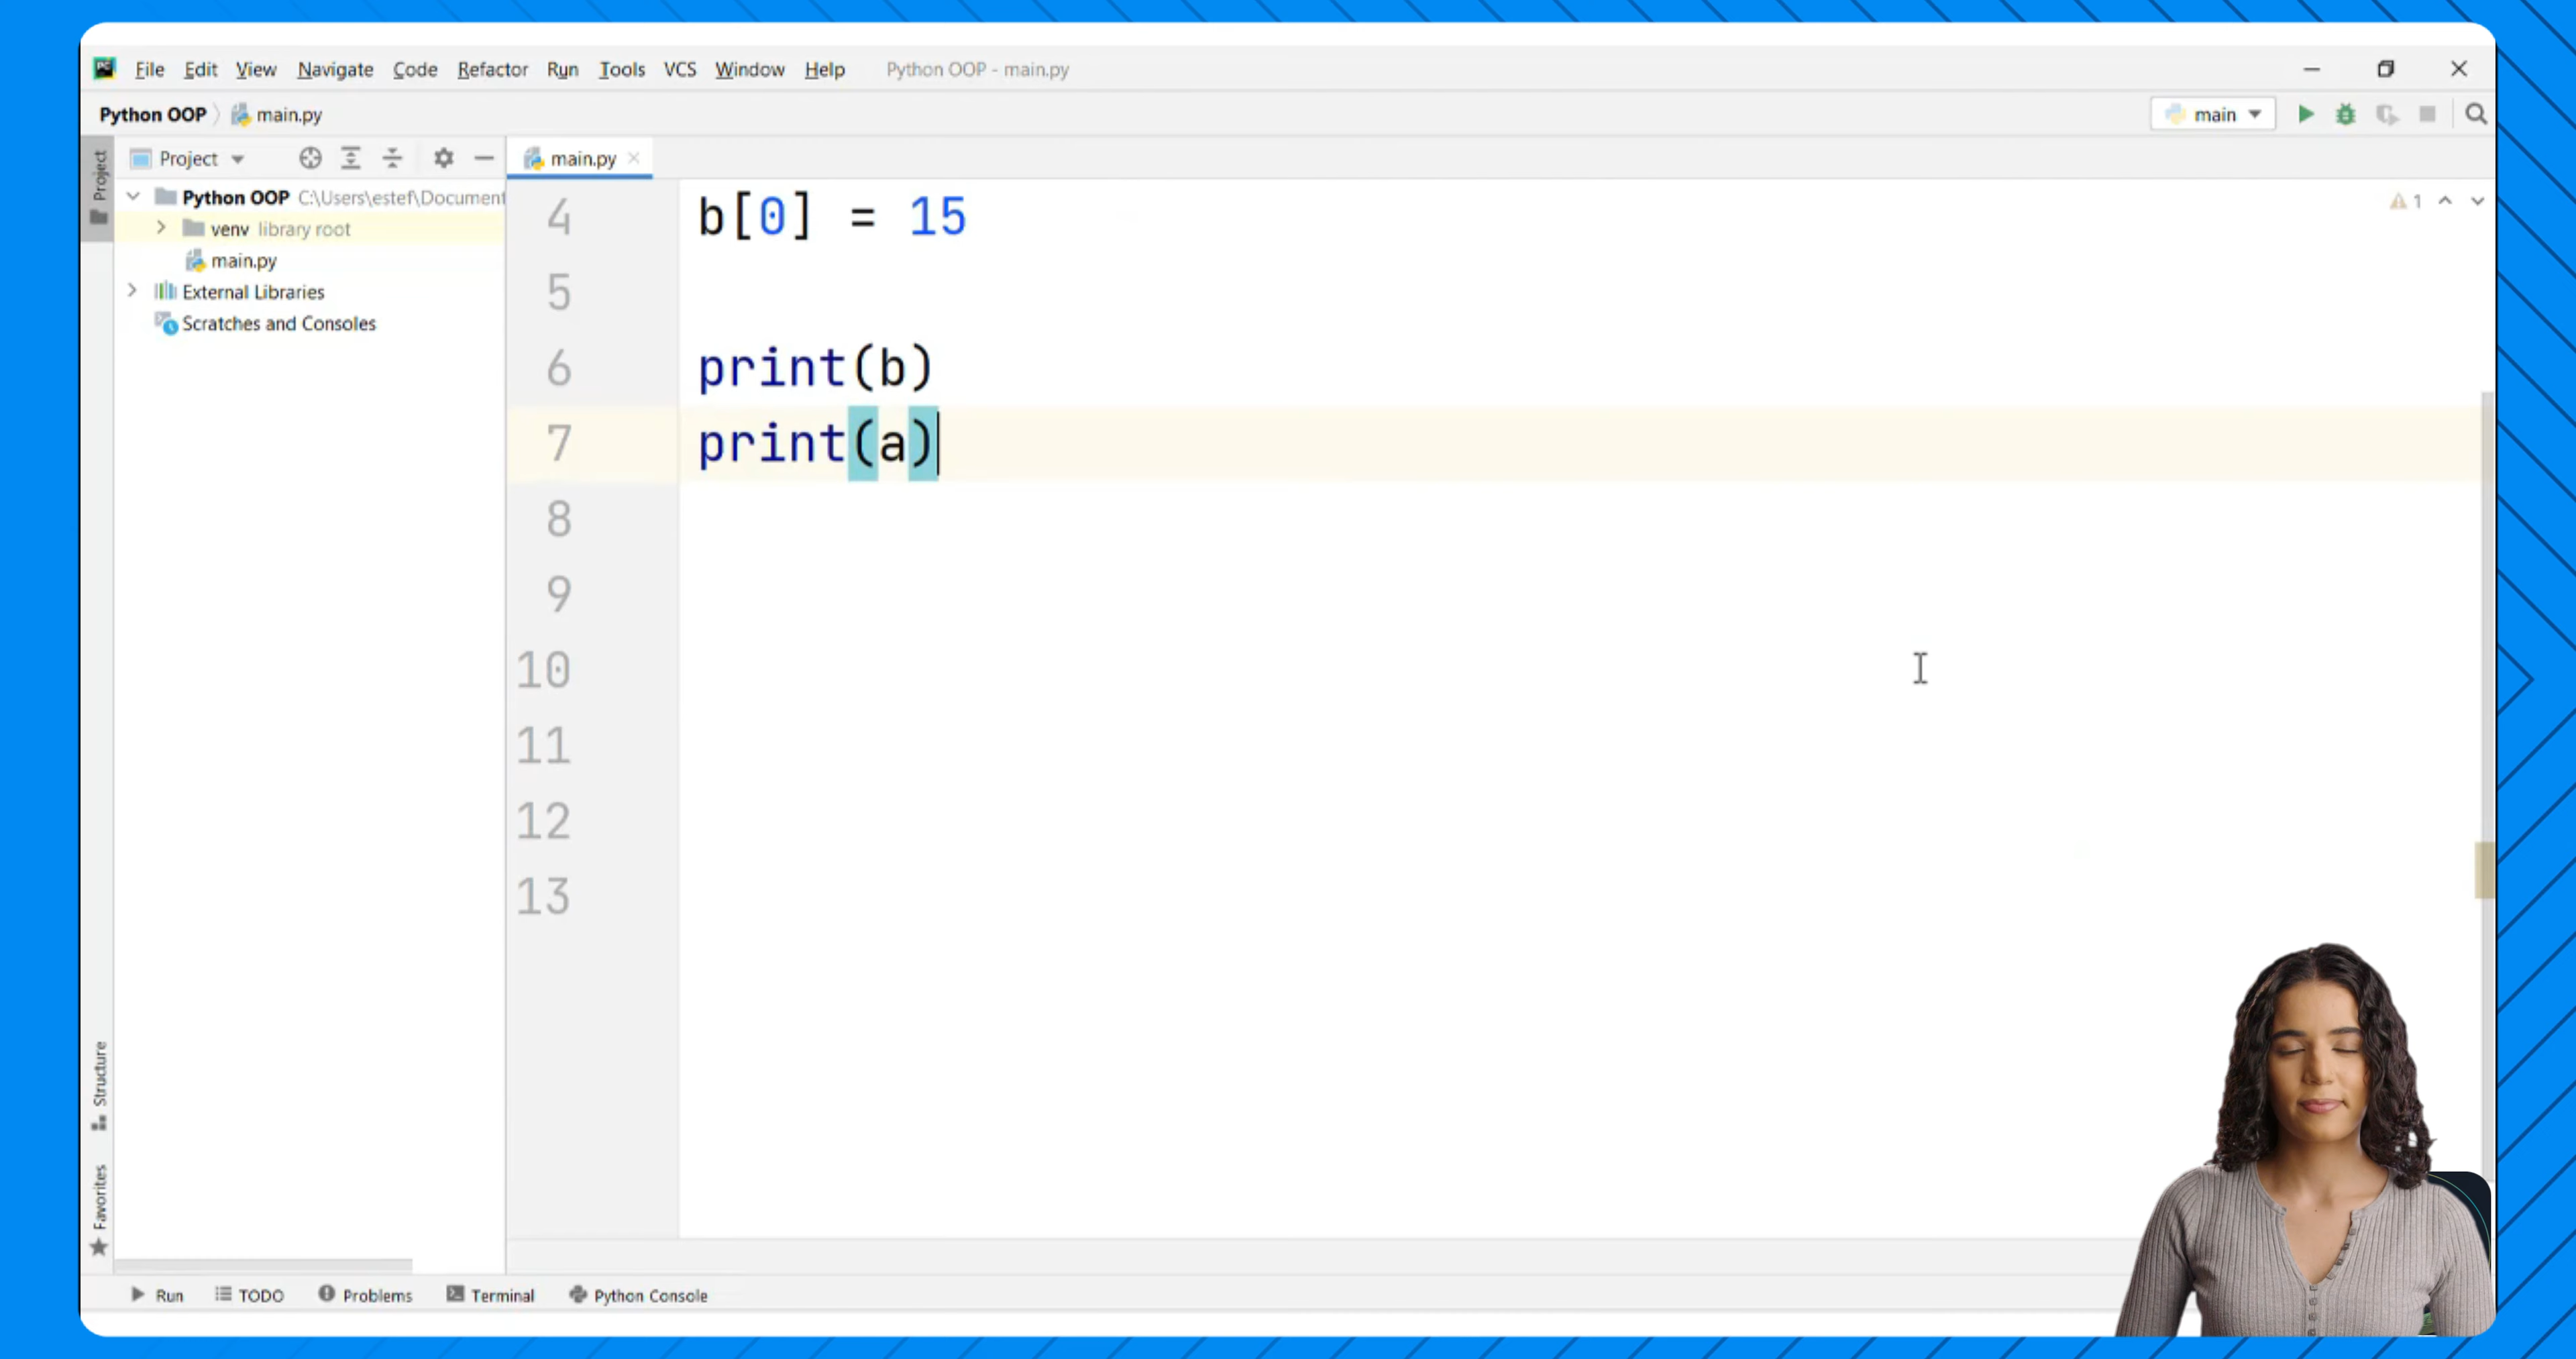 File Edit View Navigate Code Refactor Run Tools VCS Window Help Python OOP - main.py
Python OOP main.py main
Project
Project main.py
Python OOP C:\Users\estef\Document
venv library root
main.py
External Libraries
Scratches and Consoles
1
4 b[0] = 15
5
6 print(b)
7 print(a)
8
9
10
11
12
13
Structure
Favorites
Run TODO Problems Terminal Python Console